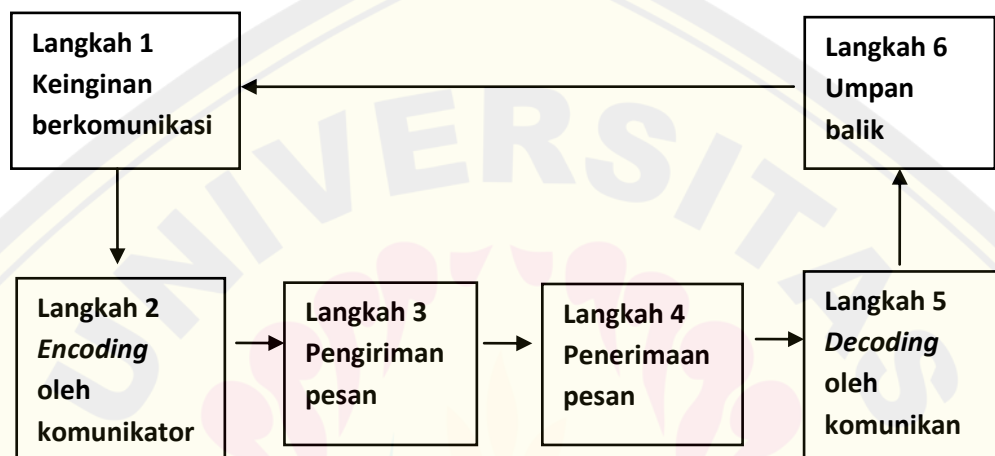 Langkah 1
Keinginan
berkomunikasi
Langkah 2
Encoding
oleh
komunikator
Langkah 3
Pengiriman
pesan
Langkah 4
Penerimaan
pesan
Langkah 5
Decoding
oleh
komunikan
Langkah 6
Umpan
balik
UNIVERSITAS